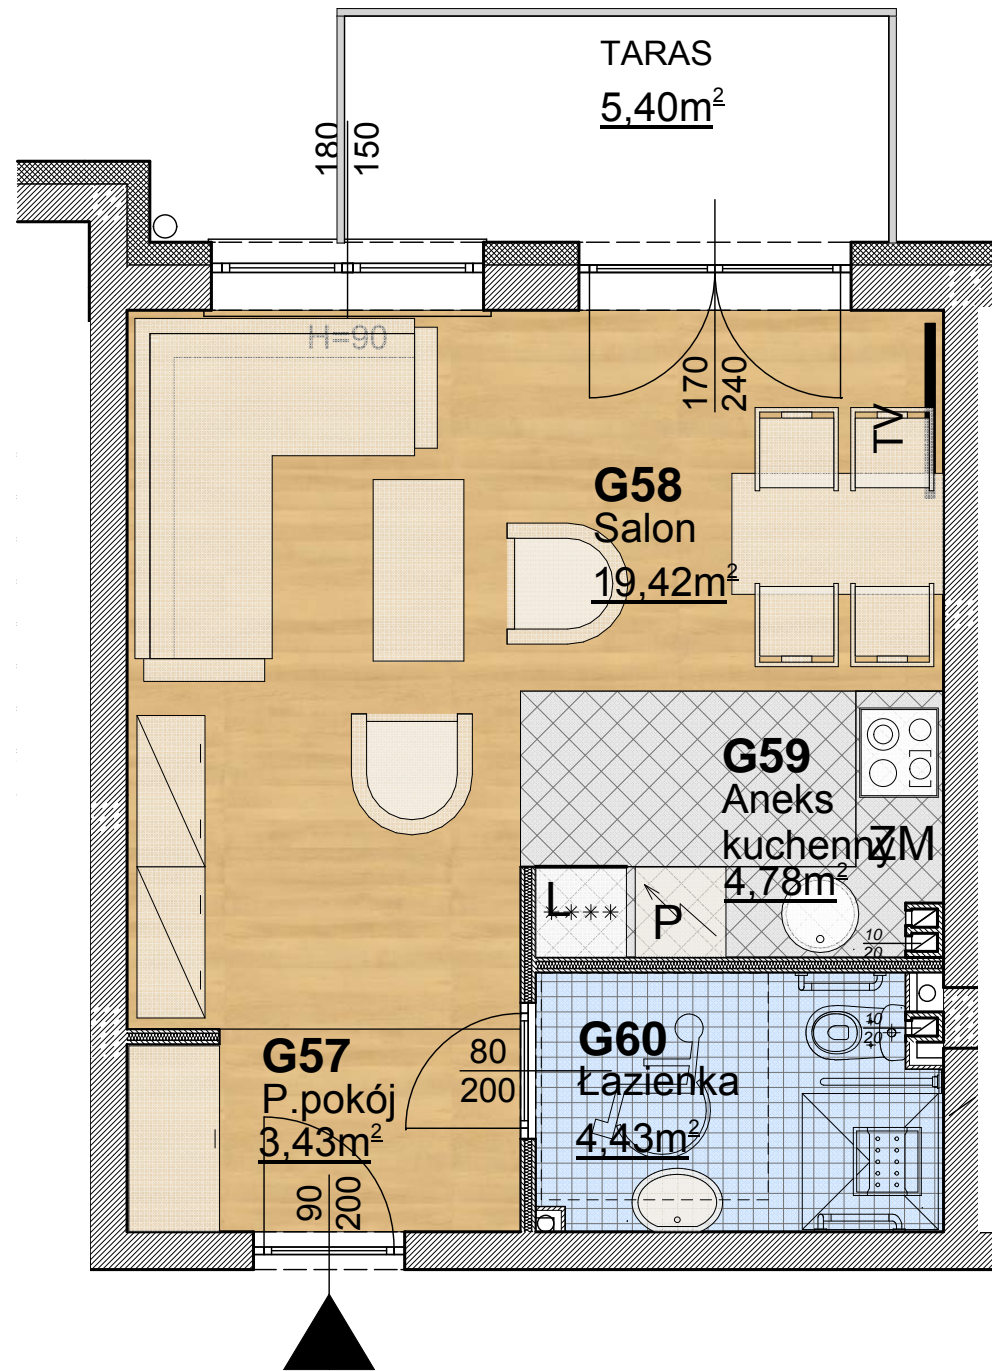 TARAS
5,40m²
180
150
H=90
170
240
TV
G58
Salon
19,42m²
G59
Aneks
kuchenny
ZM
4,78m²
L
****
P
10
20
G57
P.pokój
3,43m²
80
200
G60
Łazienka
4,43m²
10
20
90
200